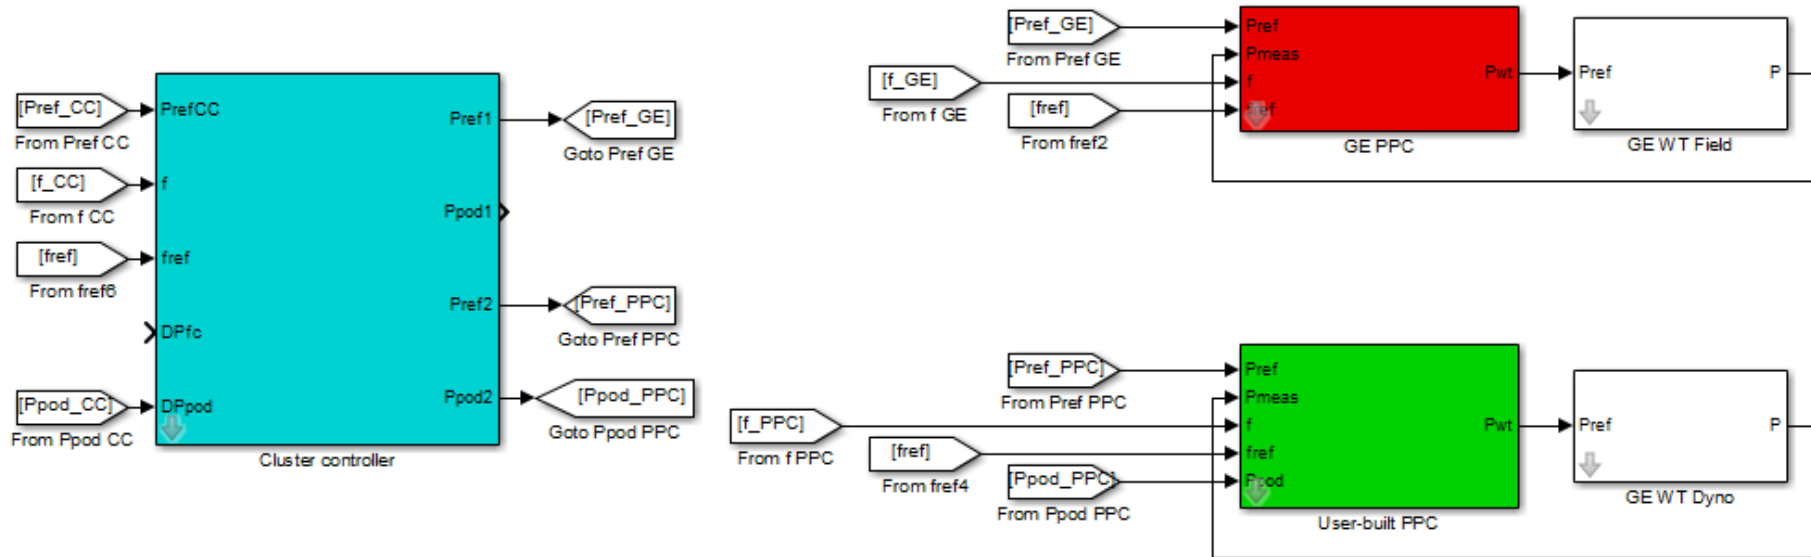 [Pref_CC]
From Pref CC
[f_CC]
From f CC
[fref]
From fref6
[Ppod_CC]
From Ppod CC
PrefCC
f
fref
DPfc
DPpod
Pref1
Ppod1
Pref2
Ppod2
Cluster controller
[Pref_GE]
Goto Pref GE
[Pref_PPC]
Goto Pref PPC
[Ppod_PPC]
Goto Ppod PPC
[Pref_GE]
From Pref GE
[f_GE]
From f GE
[fref]
From fref2
Pref
Pmeas
f
fref
Pwt
GE PPC
Pref
P
GE WT Field
[Pref_PPC]
From Pref PPC
[f_PPC]
From f PPC
[fref]
From fref4
[Ppod_PPC]
From Ppod PPC
Pref
Pmeas
f
fref
Ppod
Pwt
User-built PPC
Pref
P
GE WT Dyno